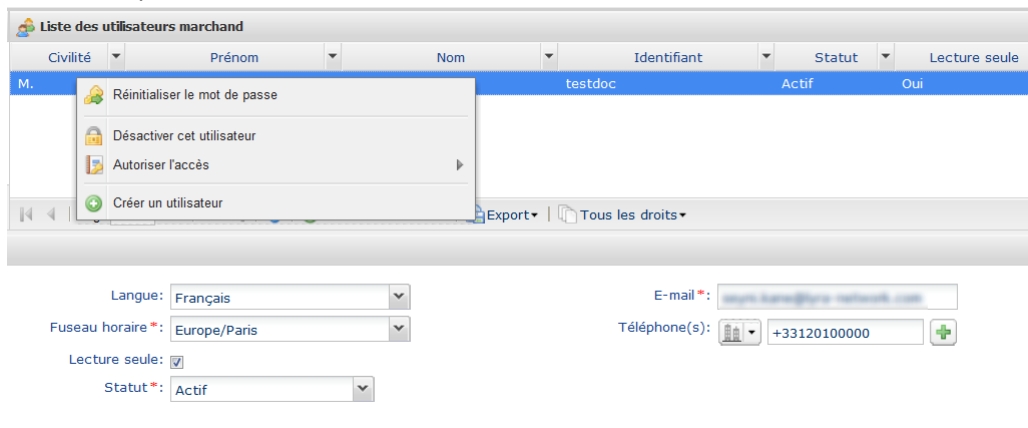 Liste des utilisateurs marchand
Civilité Prénom Nom Identifiant Statut Lecture seule
M. testdoc Actif Oui
Réinitialiser le mot de passe
Désactiver cet utilisateur
Autoriser l'accès
Créer un utilisateur
Export Tous les droits
Langue: Français E-mail*:
Fuseau horaire*: Europe/Paris Téléphone(s): +33120100000
Lecture seule:
Statut*: Actif